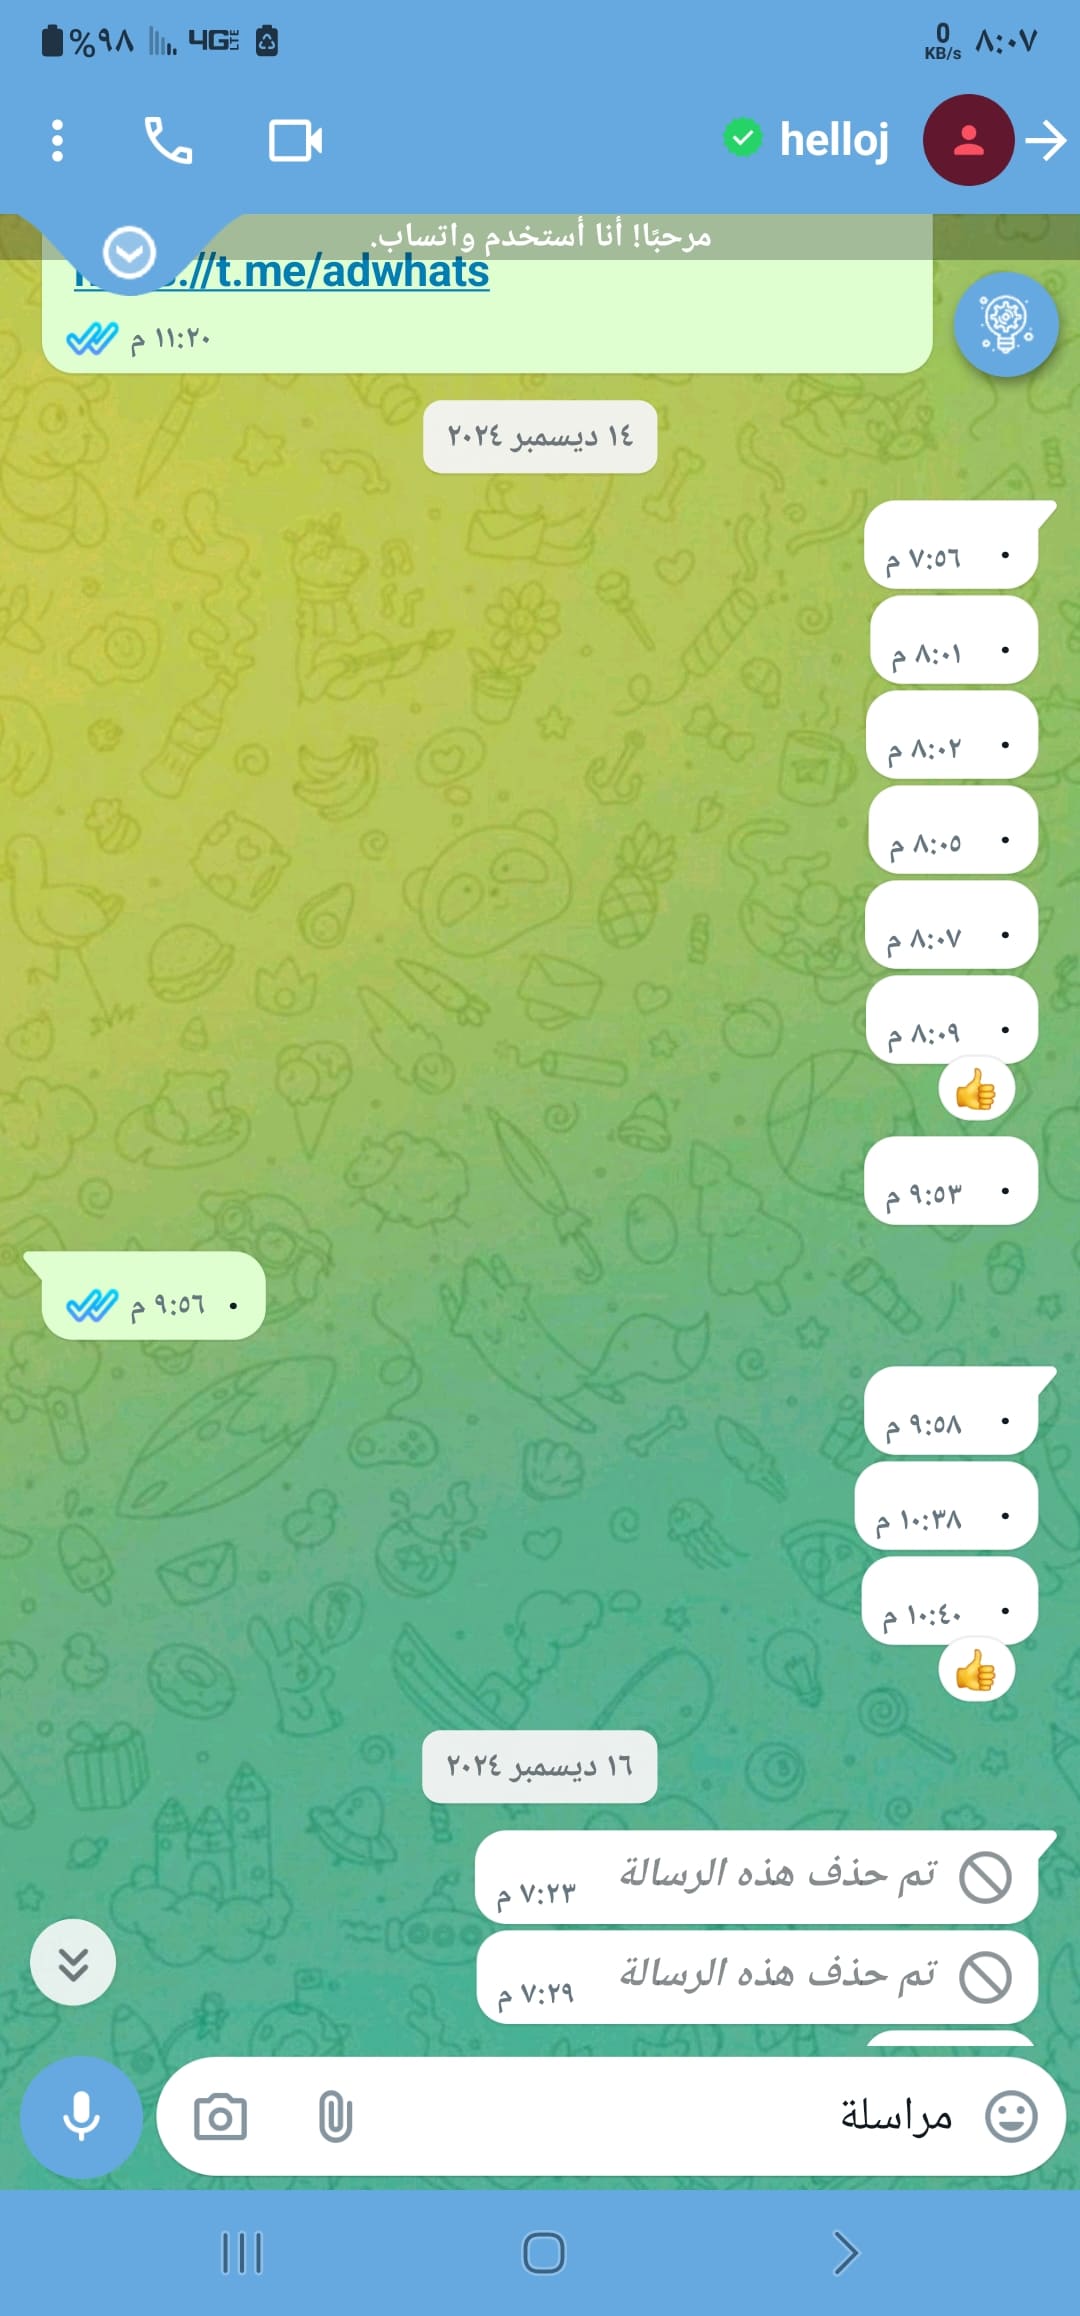 %٩٨
4G LTE
0
KB/s
٨:٠٧
helloj
مرحبًا! أنا أستخدم واتساب.
://t.me/adwhats
١١:٢٠ م
١٤ ديسمبر ٢٠٢٤
. ٧:٥٦ م
. ٨:٠١ م
. ٨:٠٢ م
. ٨:٠٥ م
. ٨:٠٧ م
. ٨:٠٩ م
👍
. ٩:٥٣ م
. ٩:٥٦ م
. ٩:٥٨ م
. ١٠:٣٨ م
. ١٠:٤٠ م
👍
١٦ ديسمبر ٢٠٢٤
تم حذف هذه الرسالة ٧:٢٣ م
تم حذف هذه الرسالة ٧:٢٩ م
مراسلة